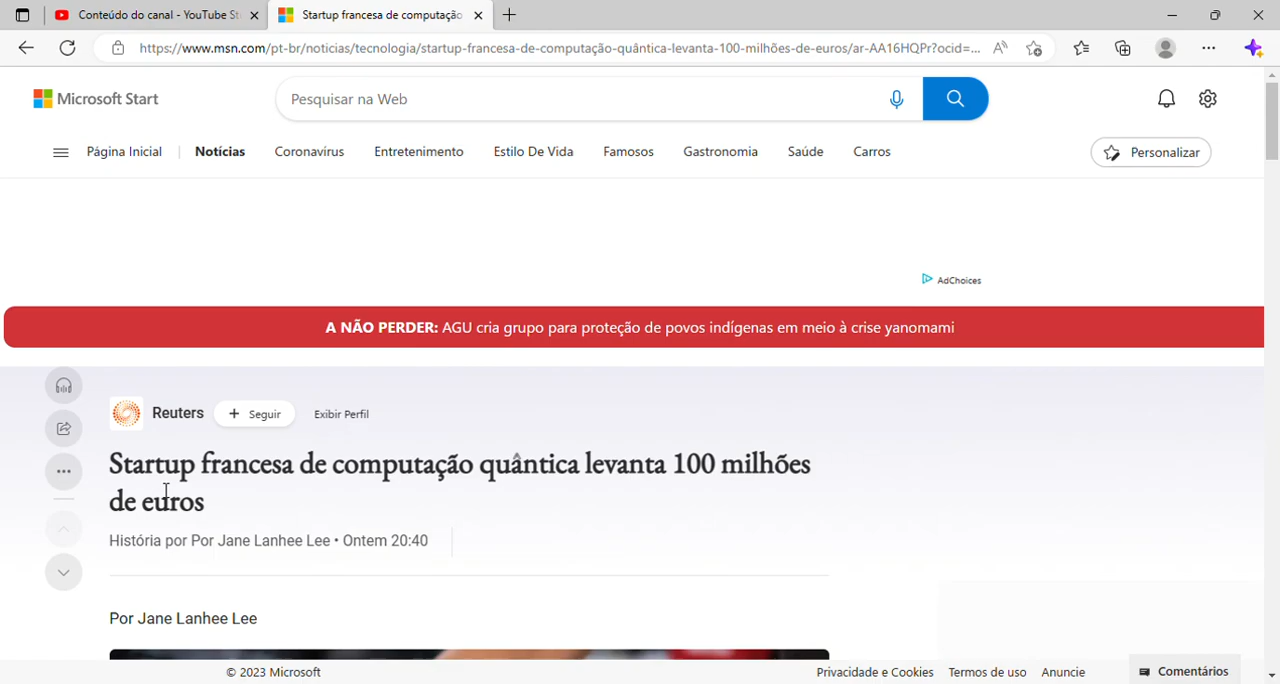 Conteúdo do canal - YouTube St
Startup francesa de computação
https://www.msn.com/pt-br/noticias/tecnologia/startup-francesa-de-computação-quântica-levanta-100-milhões-de-euros/ar-AA16HQPr?ocid=...
Microsoft Start
Pesquisar na Web
Página Inicial
Notícias
Coronavírus
Entretenimento
Estilo De Vida
Famosos
Gastronomia
Saúde
Carros
Personalizar
AdChoices
A NÃO PERDER: AGU cria grupo para proteção de povos indígenas em meio à crise yanomami
Reuters
+ Seguir
Exibir Perfil
Startup francesa de computação quântica levanta 100 milhões
de euros
História por Por Jane Lanhee Lee • Ontem 20:40
Por Jane Lanhee Lee
© 2023 Microsoft
Privacidade e Cookies
Termos de uso
Anuncie
Comentários